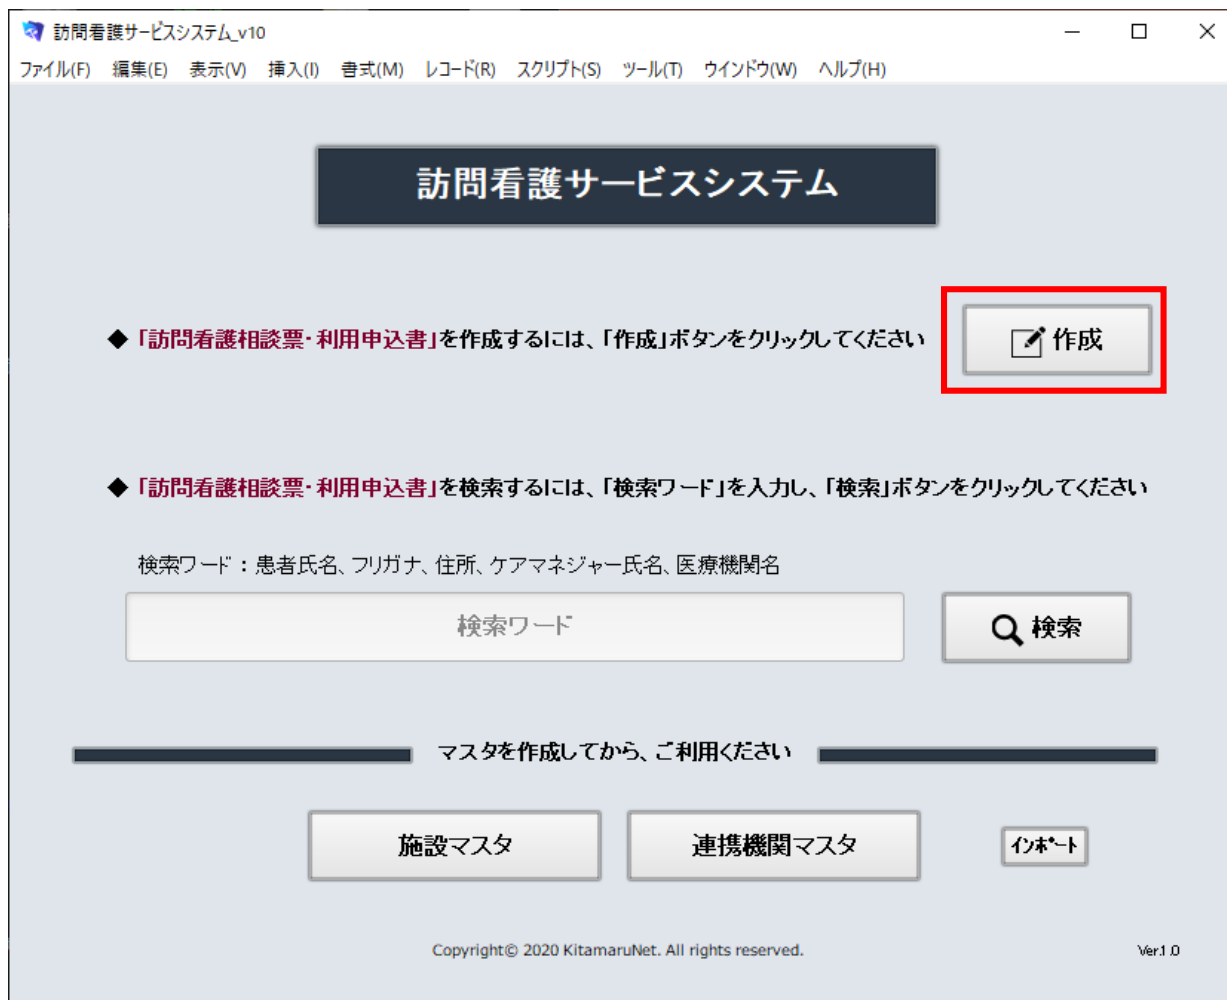 訪問看護サービスシステム_v10
ファイル(F) 編集(E) 表示(V) 挿入(I) 書式(M) レコード(R) スクリプト(S) ツール(T) ウインドウ(W) ヘルプ(H)
訪問看護サービスシステム
◆「訪問看護相談票・利用申込書」を作成するには、「作成」ボタンをクリックしてください
作成
◆「訪問看護相談票・利用申込書」を検索するには、「検索ワード」を入力し、「検索」ボタンをクリックしてください
検索ワード：患者氏名、フリガナ、住所、ケアマネジャー氏名、医療機関名
検索ワード
検索
マスタを作成してから、ご利用ください
施設マスタ
連携機関マスタ
ｲﾝﾎﾟｰﾄ
Copyright© 2020 KitamaruNet. All rights reserved.
Ver.1.0